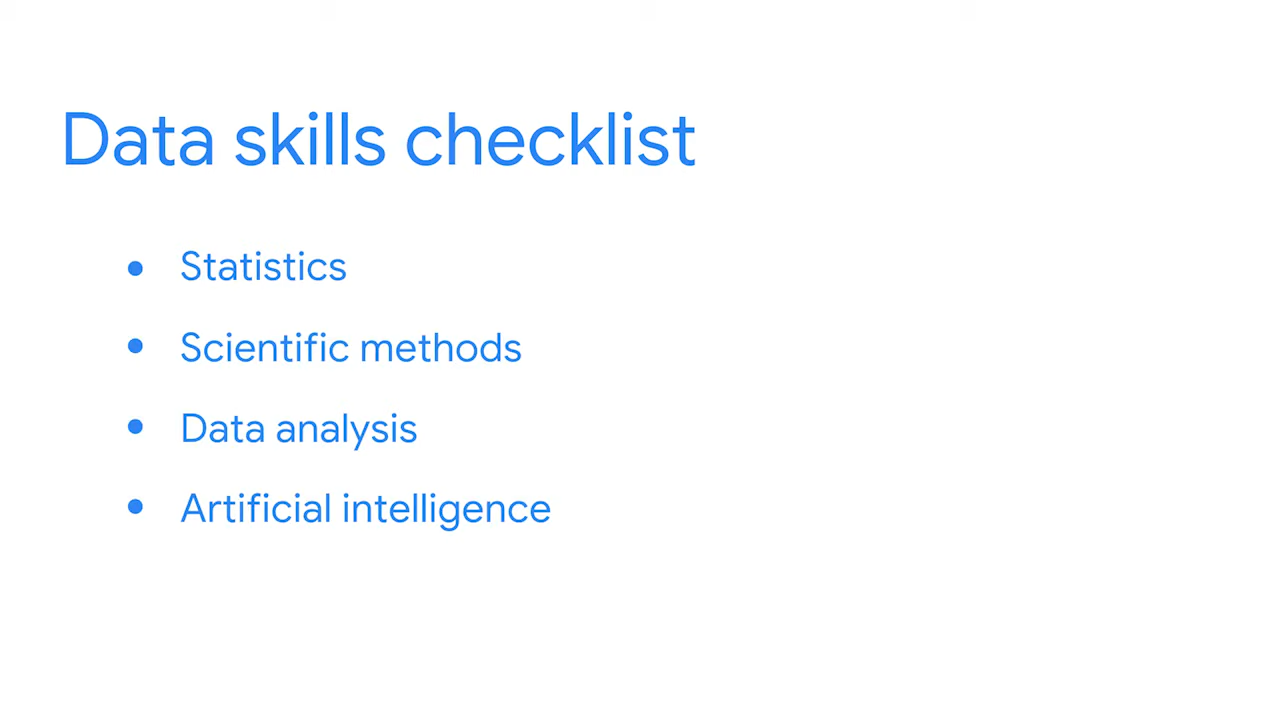 Data skills checklist
• Statistics
• Scientific methods
• Data analysis
• Artificial intelligence